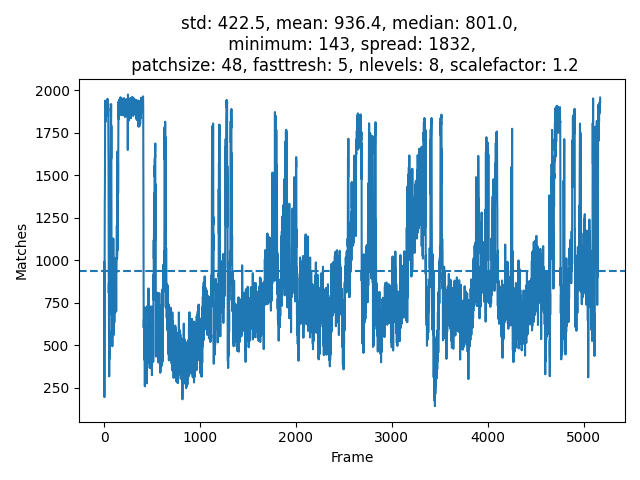 std: 422.5, mean: 936.4, median: 801.0,
minimum: 143, spread: 1832,
patchsize: 48, fasttresh: 5, nlevels: 8, scalefactor: 1.2
2000
1750
1500
1250
1000
750
500
250
Matches
0 1000 2000 3000 4000 5000
Frame